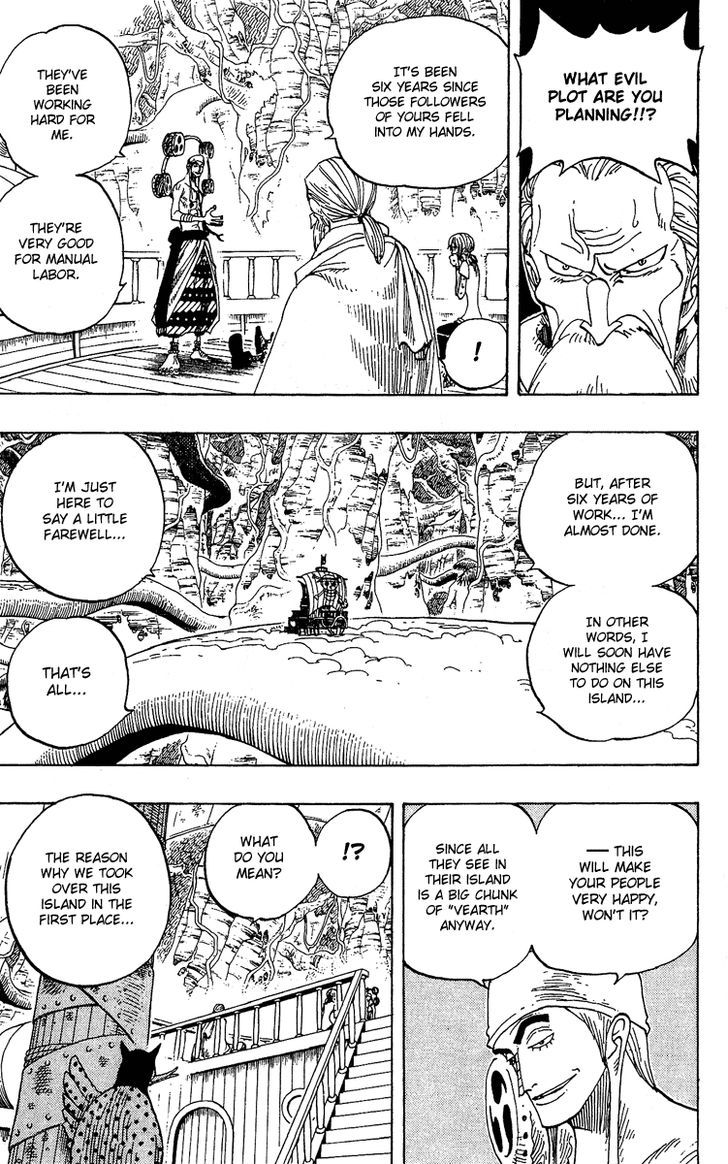 WHAT EVIL
PLOT ARE YOU
PLANNING!!?
IT'S BEEN
SIX YEARS SINCE
THOSE FOLLOWERS
OF YOURS FELL
INTO MY HANDS.
!
THEY'VE
BEEN
WORKING
HARD FOR
ME.
THEY'RE
VERY GOOD
FOR MANUAL
LABOR.
BUT, AFTER
SIX YEARS OF
WORK... I'M
ALMOST DONE.
IN OTHER
WORDS, I
WILL SOON HAVE
NOTHING ELSE
TO DO ON THIS
ISLAND...
I'M JUST
HERE TO
SAY A LITTLE
FAREWELL...
THAT'S
ALL...
— THIS
WILL MAKE
YOUR PEOPLE
VERY HAPPY,
WON'T IT?
SINCE ALL
THEY SEE IN
THEIR ISLAND
IS A BIG CHUNK
OF "VEARTH"
ANYWAY.
!?
WHAT
DO YOU
MEAN?
THE REASON
WHY WE TOOK
OVER THIS
ISLAND IN THE
FIRST PLACE...